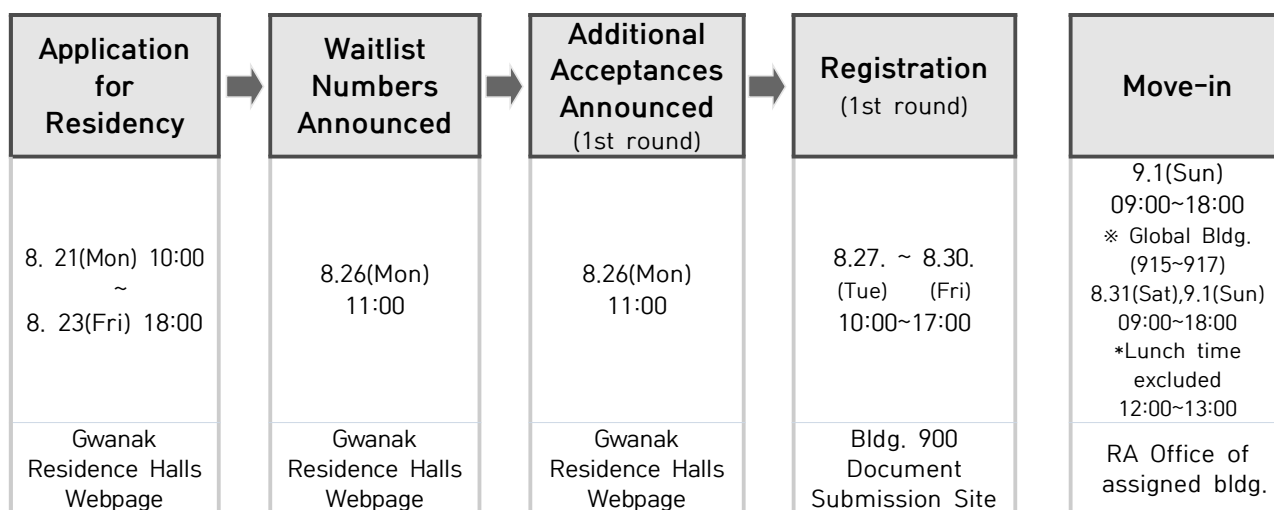 Application
for
Residency
Waitlist
Numbers
Announced
Additional
Acceptances
Announced
(1st round)
Registration
(1st round)
Move-in
8. 21(Mon) 10:00
~
8. 23(Fri) 18:00
8.26(Mon)
11:00
8.26(Mon)
11:00
8.27. ~ 8.30.
(Tue) (Fri)
10:00~17:00
9.1(Sun)
09:00~18:00
※ Global Bldg.
(915~917)
8.31(Sat),9.1(Sun)
09:00~18:00
*Lunch time
excluded
12:00~13:00
Gwanak
Residence Halls
Webpage
Gwanak
Residence Halls
Webpage
Gwanak
Residence Halls
Webpage
Bldg. 900
Document
Submission Site
RA Office of
assigned bldg.